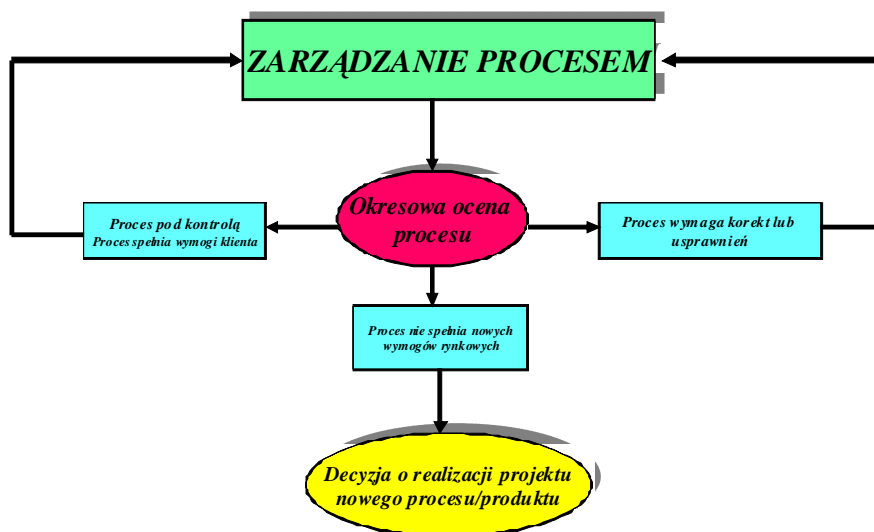 ZARZĄDZANIE PROCESEM
Okresowa ocena
procesu
Proces pod kontrolą
Proces spełnia wymogi klienta
Proces wymaga korekt lub
usprawnień
Proces nie spełnia nowych
wymogów rynkowych
Decyzja o realizacji projektu
nowego procesu/produktu